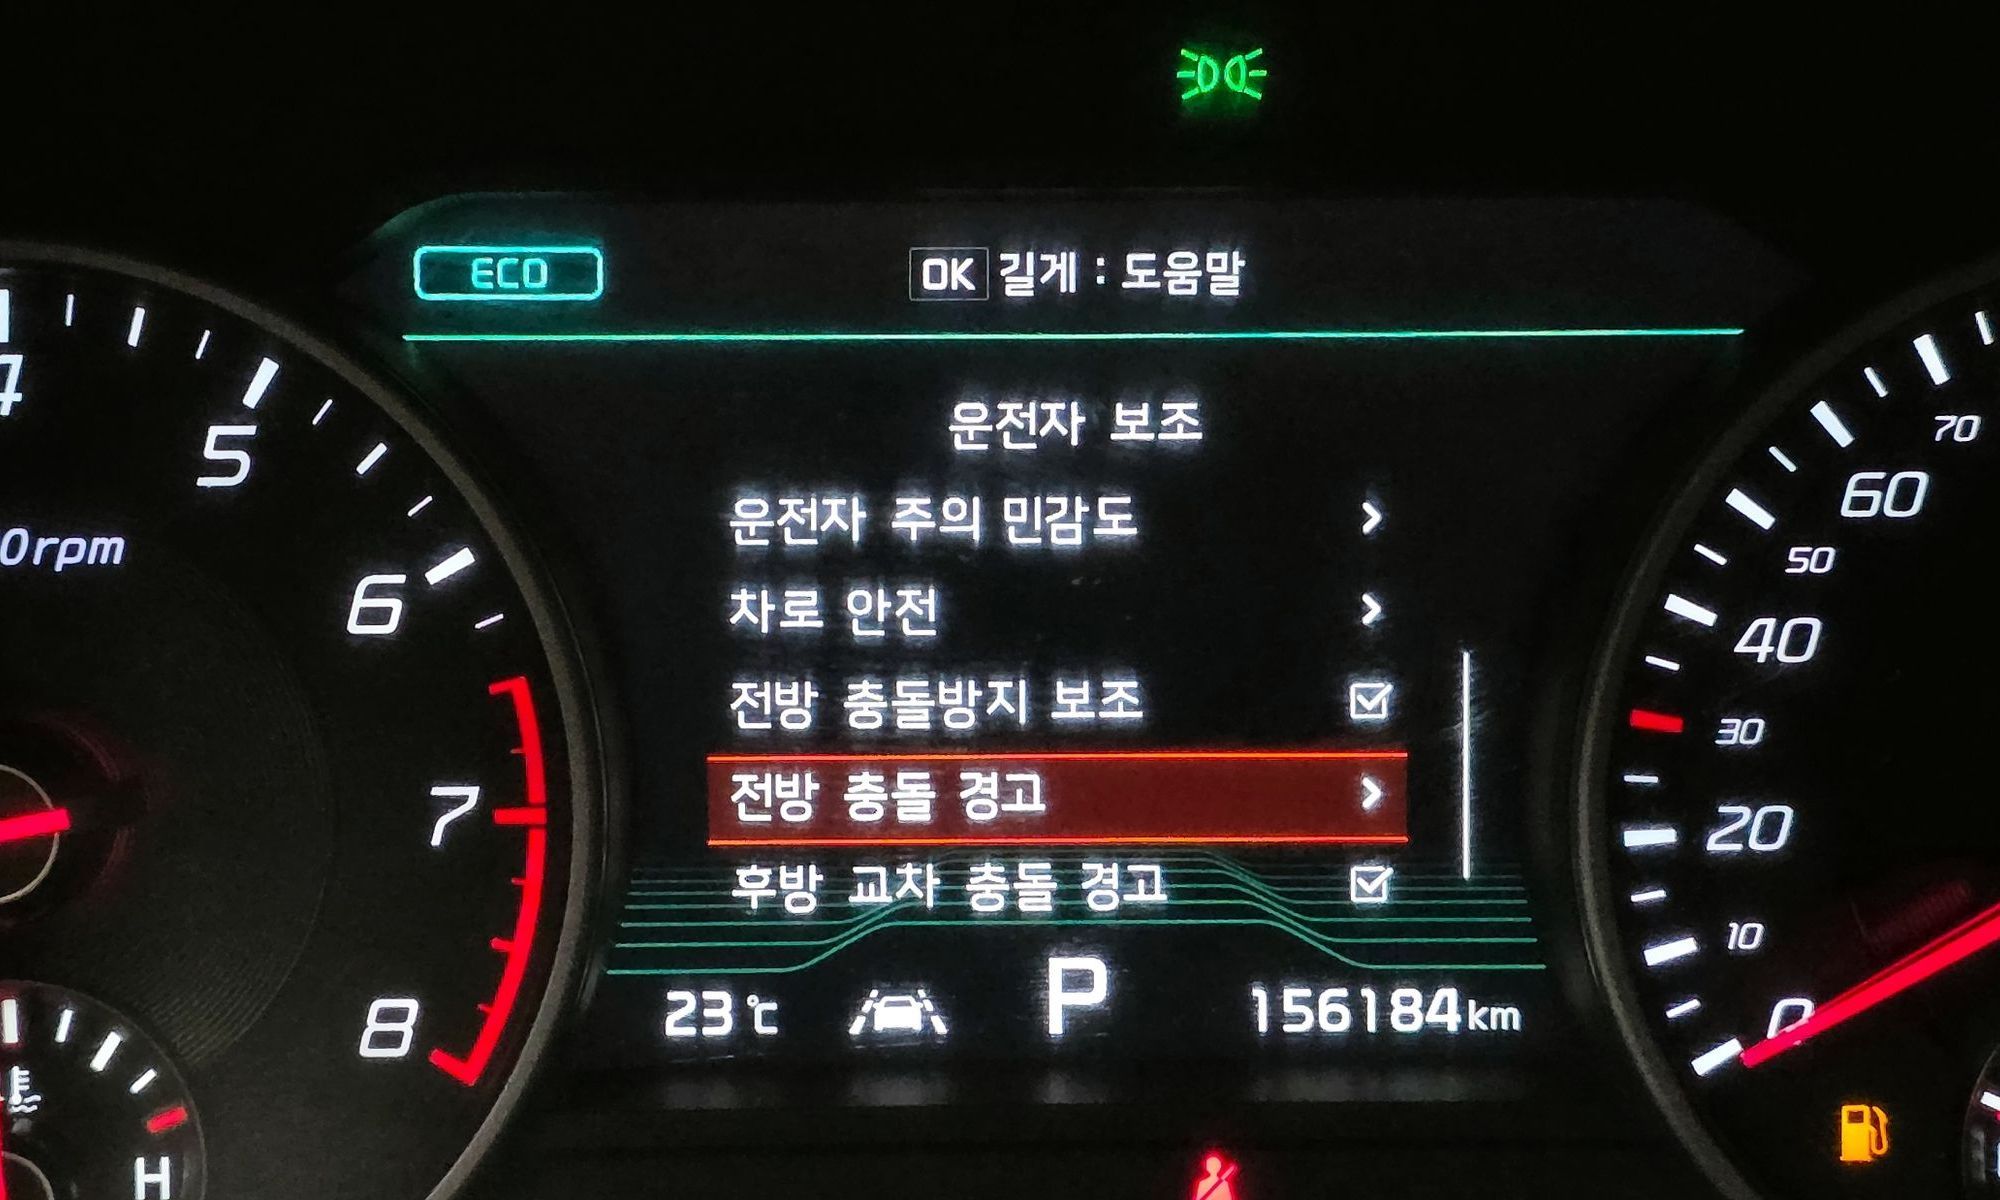 ECO
OK 길게 : 도움말
운전자 보조
운전자 주의 민감도
차로 안전
전방 충돌방지 보조
전방 충돌 경고
후방 교차 충돌 경고
23℃
P
156184km
4
5
6
7
8
0rpm
H
70
60
50
40
30
20
10
0